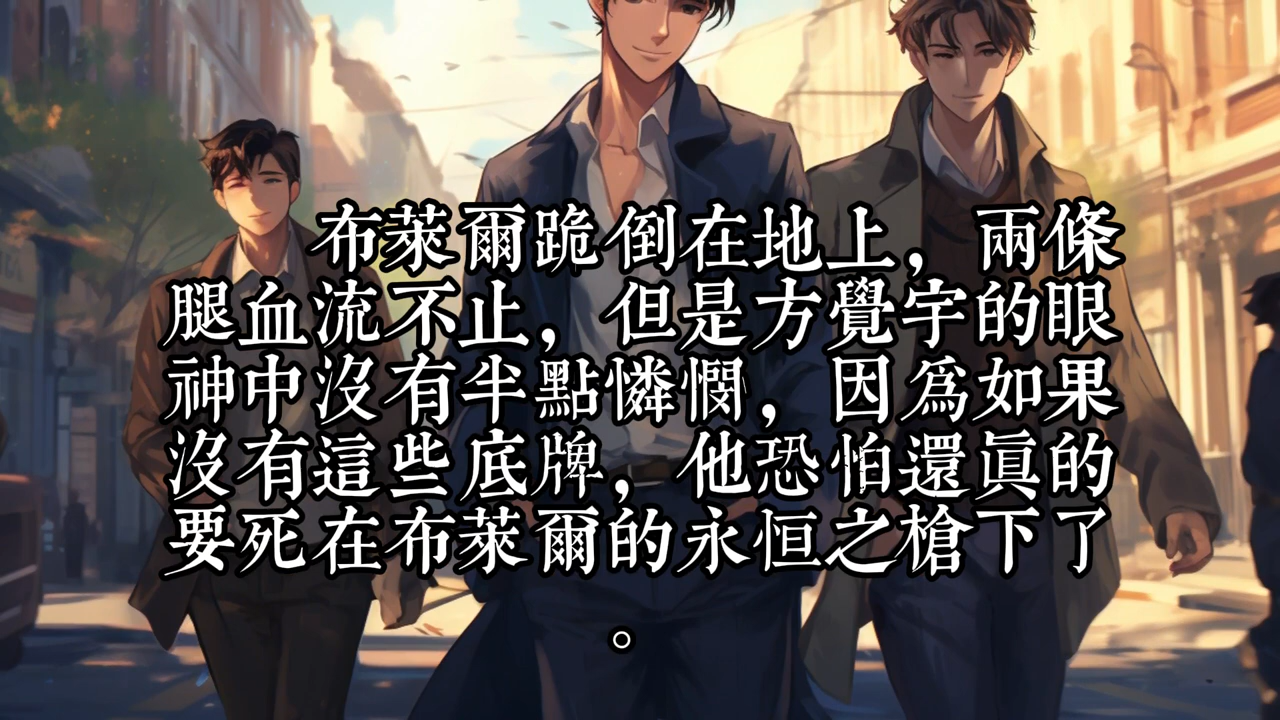 布萊爾跪倒在地上，兩條
腿血流不止，但是方覺宇的眼
神中沒有半點憐憫，因爲如果
沒有這些底牌，他恐怕還眞的
要死在布萊爾的永恒之槍下了
。